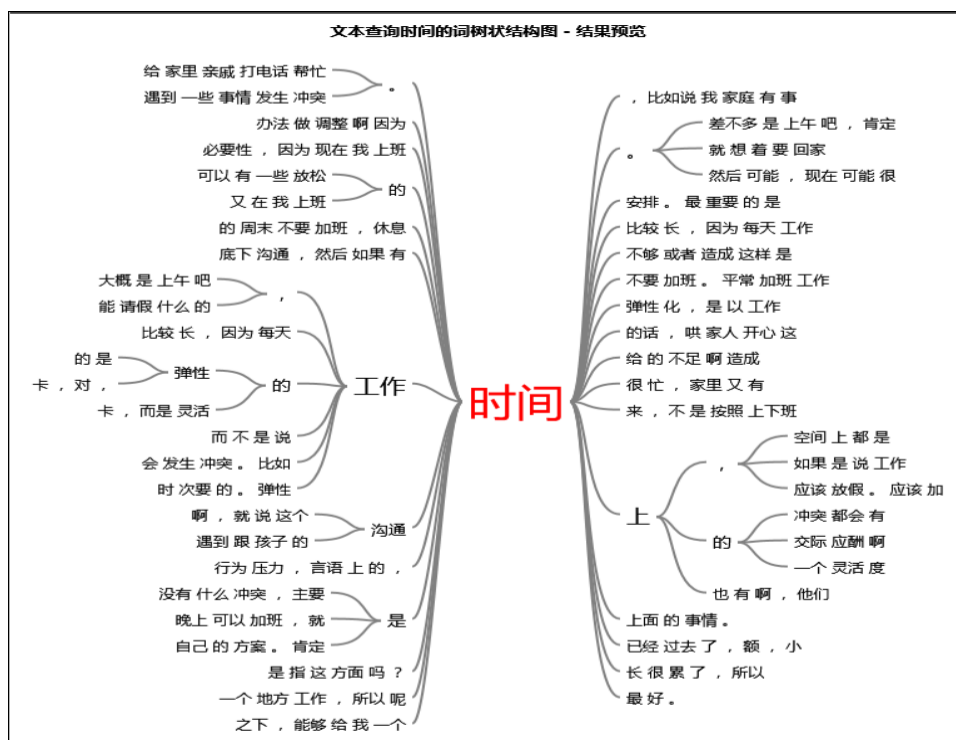 文本查询时间的词树状结构图 - 结果预览
给 家里 亲戚 打电话 帮忙
遇到 一些 事情 发生 冲突
。
办法 做 调整 啊 因为
必要性 , 因为 现在 我 上班
可以 有 一些 放松
又 在 我 上班
的
的 周末 不要 加班 , 休息
底下 沟通 , 然后 如果 有
大概 是 上午 吧
能 请假 什么 的
,
比较 长 , 因为 每天
的 是
卡 , 对 ,
弹性
卡 , 而是 灵活
的
工作
而 不 是 说
会 发生 冲突 。 比如
时 次要 的 。 弹性
啊 , 就 说 这个
遇到 跟 孩子 的
沟通
行为 压力 , 言语 上 的 ,
没有 什么 冲突 , 主要
晚上 可以 加班 , 就
自己 的 方案 。 肯定
是
是 指 这 方面 吗 ?
一个 地方 工作 , 所以 呢
之下 , 能够 给 我 一个
时间
, 比如说 我 家庭 有 事
。
差不多 是 上午 吧 , 肯定
就 想 着 要 回家
然后 可能 , 现在 可能 很
安排 。 最 重要 的 是
比较 长 , 因为 每天 工作
不够 或者 造成 这样 是
不要 加班 。 平常 加班 工作
弹性 化 , 是 以 工作
的话 , 哄 家人 开心 这
给 的 不足 啊 造成
很 忙 , 家里 又 有
来 , 不 是 按照 上下班
上
,
空间 上 都 是
如果 是 说 工作
应该 放假 。 应该 加
的
冲突 都会 有
交际 应酬 啊
一个 灵活 度
也 有 啊 , 他们
上面 的 事情 。
已经 过去 了 , 额 , 小
长 很 累 了 , 所以
最 好 。